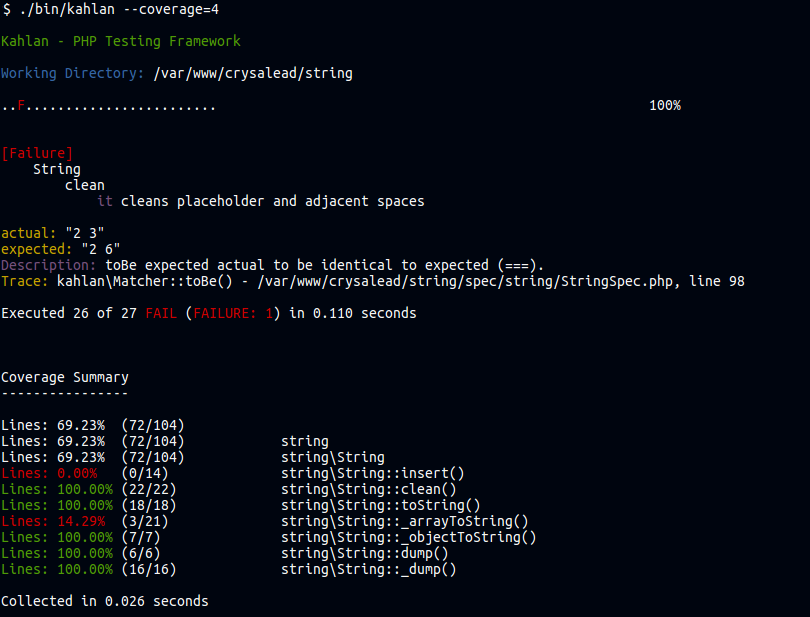 $ ./bin/kahlan --coverage=4
Kahlan - PHP Testing Framework
Working Directory: /var/www/crysalead/string
..F........................ 100%
[Failure]
String
clean
it cleans placeholder and adjacent spaces
actual: "2 3"
expected: "2 6"
Description: toBe expected actual to be identical to expected (===).
Trace: kahlan\Matcher::toBe() - /var/www/crysalead/string/spec/string/StringSpec.php, line 98
Executed 26 of 27 FAIL (FAILURE: 1) in 0.110 seconds
Coverage Summary
----------------
Lines: 69.23% (72/104)
Lines: 69.23% (72/104) string
Lines: 69.23% (72/104) string\String
Lines: 0.00% (0/14) string\String::insert()
Lines: 100.00% (22/22) string\String::clean()
Lines: 100.00% (18/18) string\String::toString()
Lines: 14.29% (3/21) string\String::_arrayToString()
Lines: 100.00% (7/7) string\String::_objectToString()
Lines: 100.00% (6/6) string\String::dump()
Lines: 100.00% (16/16) string\String::_dump()
Collected in 0.026 seconds